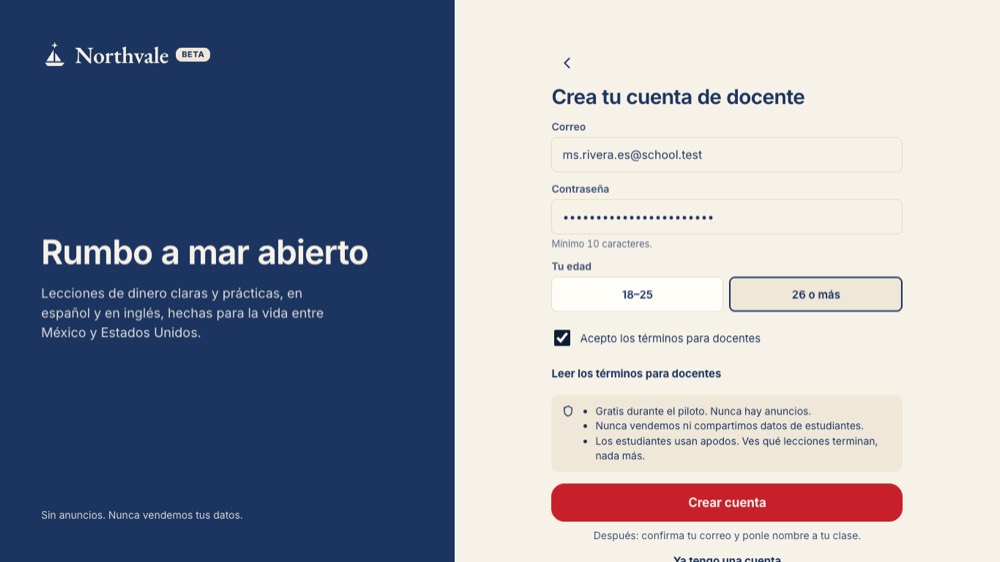 Northvale BETA
Rumbo a mar abierto
Lecciones de dinero claras y prácticas, en
español y en inglés, hechas para la vida entre
México y Estados Unidos.
Sin anuncios. Nunca vendemos tus datos.
Crea tu cuenta de docente
Correo
ms.rivera.es@school.test
Contraseña
•••••••••••••••••••••••
Mínimo 10 caracteres.
Tu edad
18–25
26 o más
Acepto los términos para docentes
Leer los términos para docentes
• Gratis durante el piloto. Nunca hay anuncios.
• Nunca vendemos ni compartimos datos de estudiantes.
• Los estudiantes usan apodos. Ves qué lecciones terminan,
nada más.
Crear cuenta
Después: confirma tu correo y ponle nombre a tu clase.
Ya tengo una cuenta